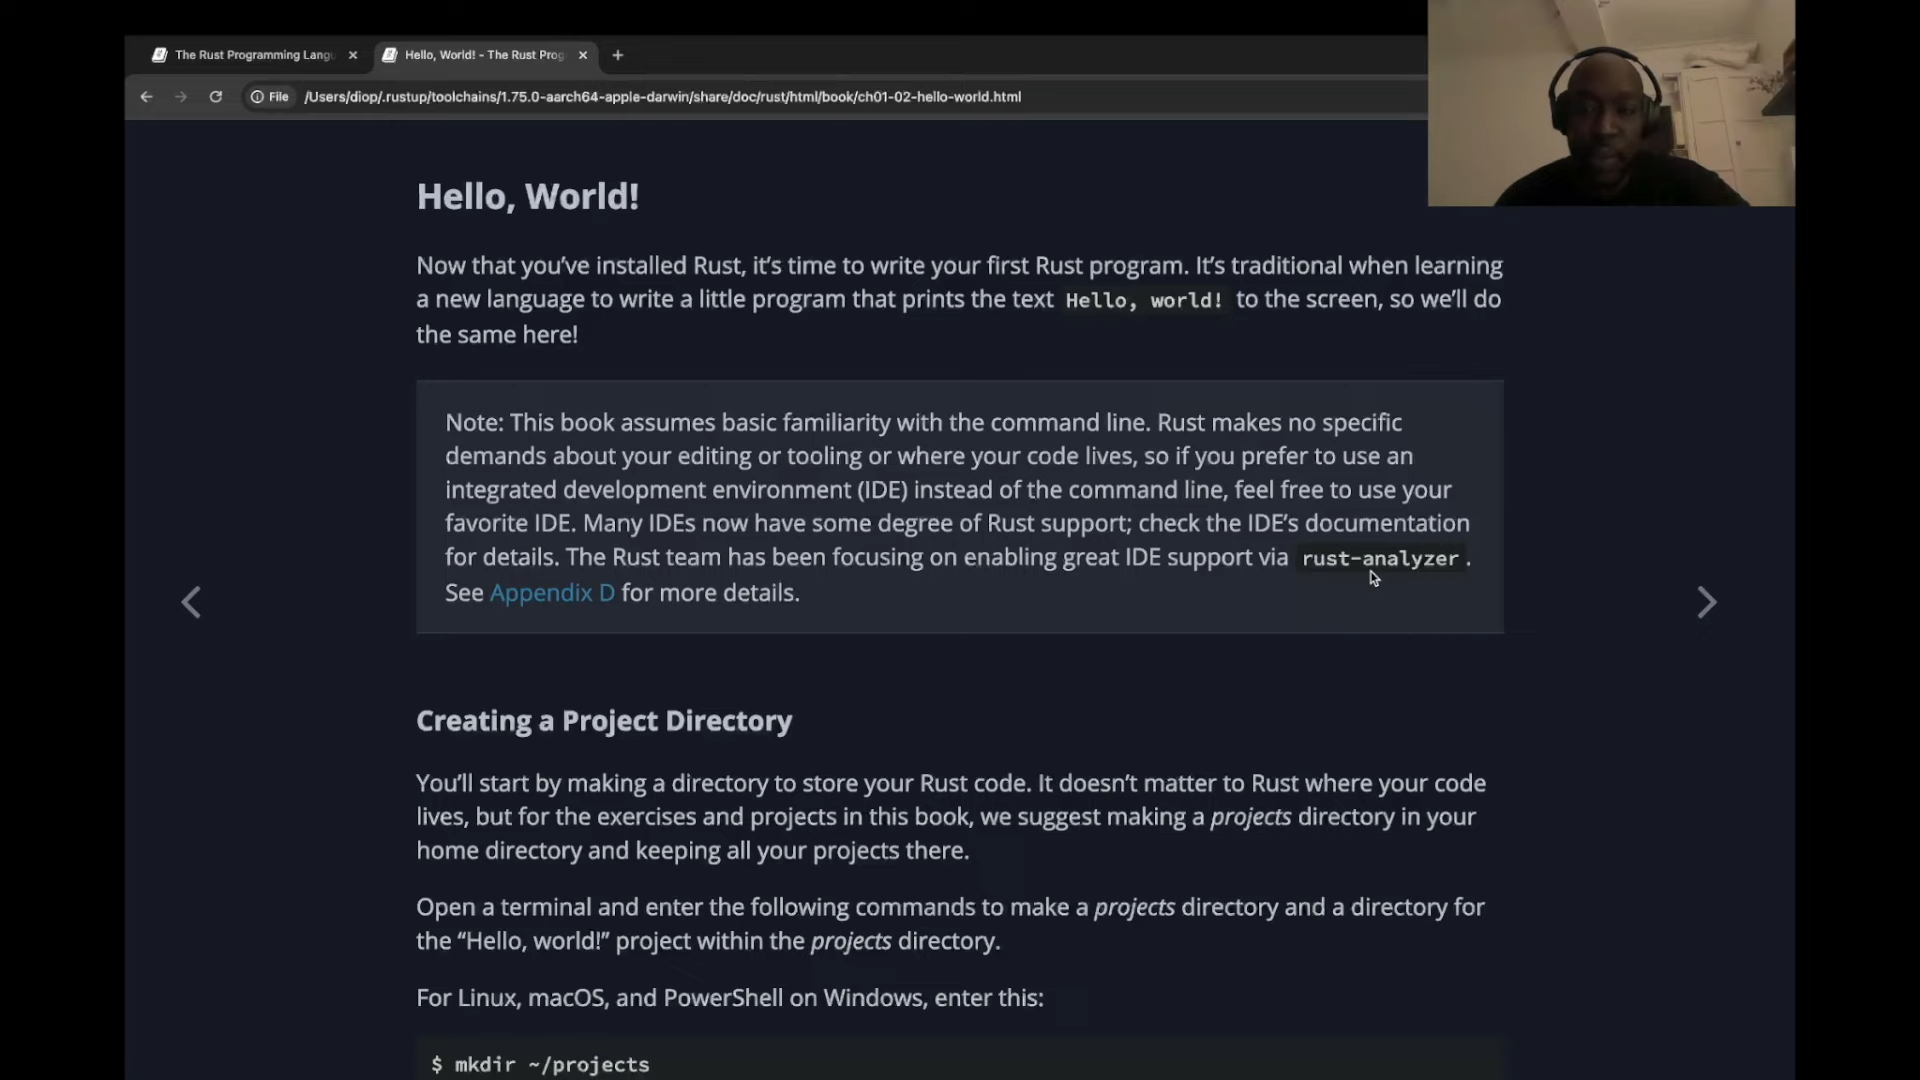 The Rust Programming Langu
Hello, World! - The Rust Prog
File
/Users/diop/.rustup/toolchains/1.75.0-aarch64-apple-darwin/share/doc/rust/html/book/ch01-02-hello-world.html
Hello, World!
Now that you’ve installed Rust, it’s time to write your first Rust program. It’s traditional when learning
a new language to write a little program that prints the text Hello, world! to the screen, so we’ll do
the same here!
Note: This book assumes basic familiarity with the command line. Rust makes no specific
demands about your editing or tooling or where your code lives, so if you prefer to use an
integrated development environment (IDE) instead of the command line, feel free to use your
favorite IDE. Many IDEs now have some degree of Rust support; check the IDE’s documentation
for details. The Rust team has been focusing on enabling great IDE support via rust-analyzer.
See Appendix D for more details.
Creating a Project Directory
You’ll start by making a directory to store your Rust code. It doesn’t matter to Rust where your code
lives, but for the exercises and projects in this book, we suggest making a projects directory in your
home directory and keeping all your projects there.
Open a terminal and enter the following commands to make a projects directory and a directory for
the “Hello, world!” project within the projects directory.
For Linux, macOS, and PowerShell on Windows, enter this:
$ mkdir ~/projects